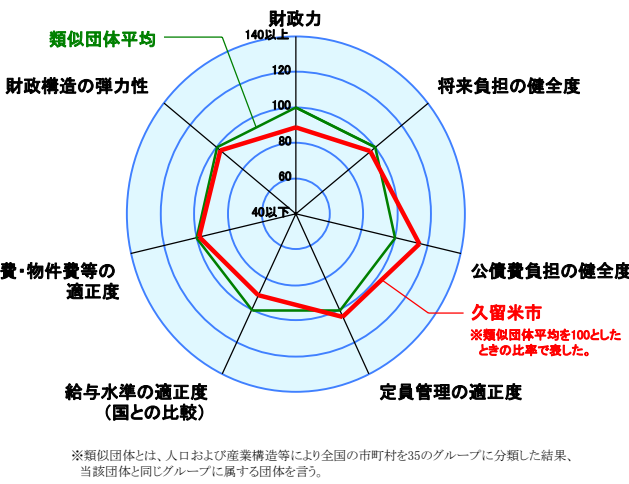 財政力
140以上
類似団体平均
120
財政構造の弾力性
将来負担の健全度
100
80
60
40以下
費・物件費等の
適正度
公債費負担の健全度
久留米市
※類似団体平均を100とした
ときの比率で表した。
給与水準の適正度
（国との比較）
定員管理の適正度
※類似団体とは、人口および産業構造等により全国の市町村を35のグループに分類した結果、
当該団体と同じグループに属する団体を言う。